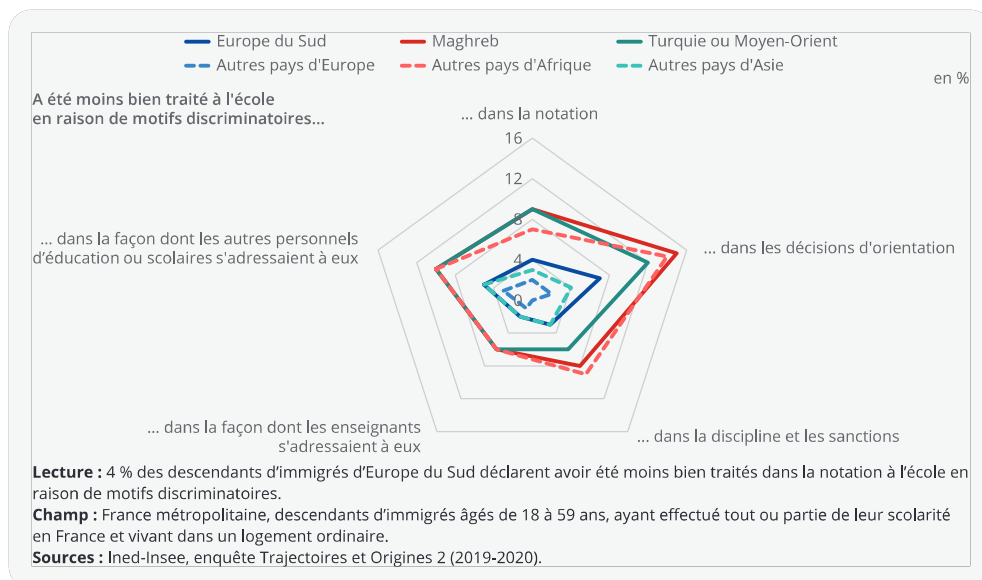 Europe du Sud
Maghreb
Turquie ou Moyen-Orient
Autres pays d'Europe
Autres pays d'Afrique
Autres pays d'Asie
en %
A été moins bien traité à l'école
en raison de motifs discriminatoires...
... dans la notation
16
12
8
4
0
... dans la façon dont les autres personnels
d’éducation ou scolaires s'adressaient à eux
... dans les décisions d'orientation
... dans la façon dont les enseignants
s'adressaient à eux
... dans la discipline et les sanctions
Lecture : 4 % des descendants d’immigrés d’Europe du Sud déclarent avoir été moins bien traités dans la notation à l’école en
raison de motifs discriminatoires.
Champ : France métropolitaine, descendants d’immigrés âgés de 18 à 59 ans, ayant effectué tout ou partie de leur scolarité
en France et vivant dans un logement ordinaire.
Sources : Ined-Insee, enquête Trajectoires et Origines 2 (2019-2020).